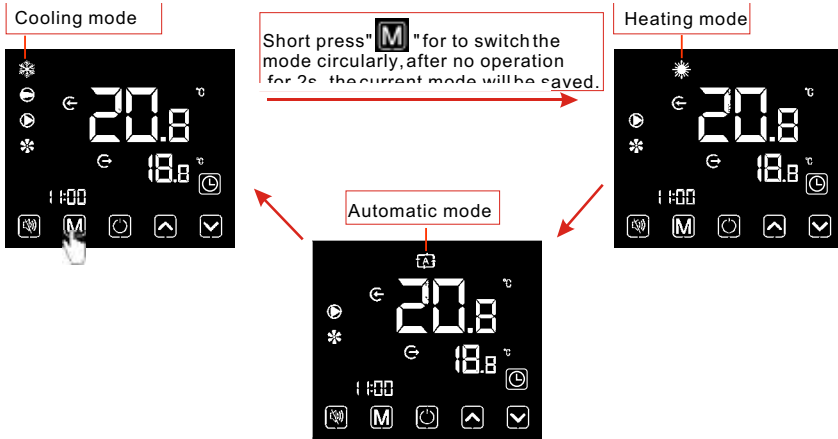 Cooling mode
Short press" M "for to switch the
mode circularly, after no operation
for 2s, the current mode will be saved.
Heating mode
20.8 °C
18.8 °C
11:00
M
20.8 °C
18.8 °C
11:00
M
Automatic mode
A
20.8 °C
18.8 °C
11:00
M